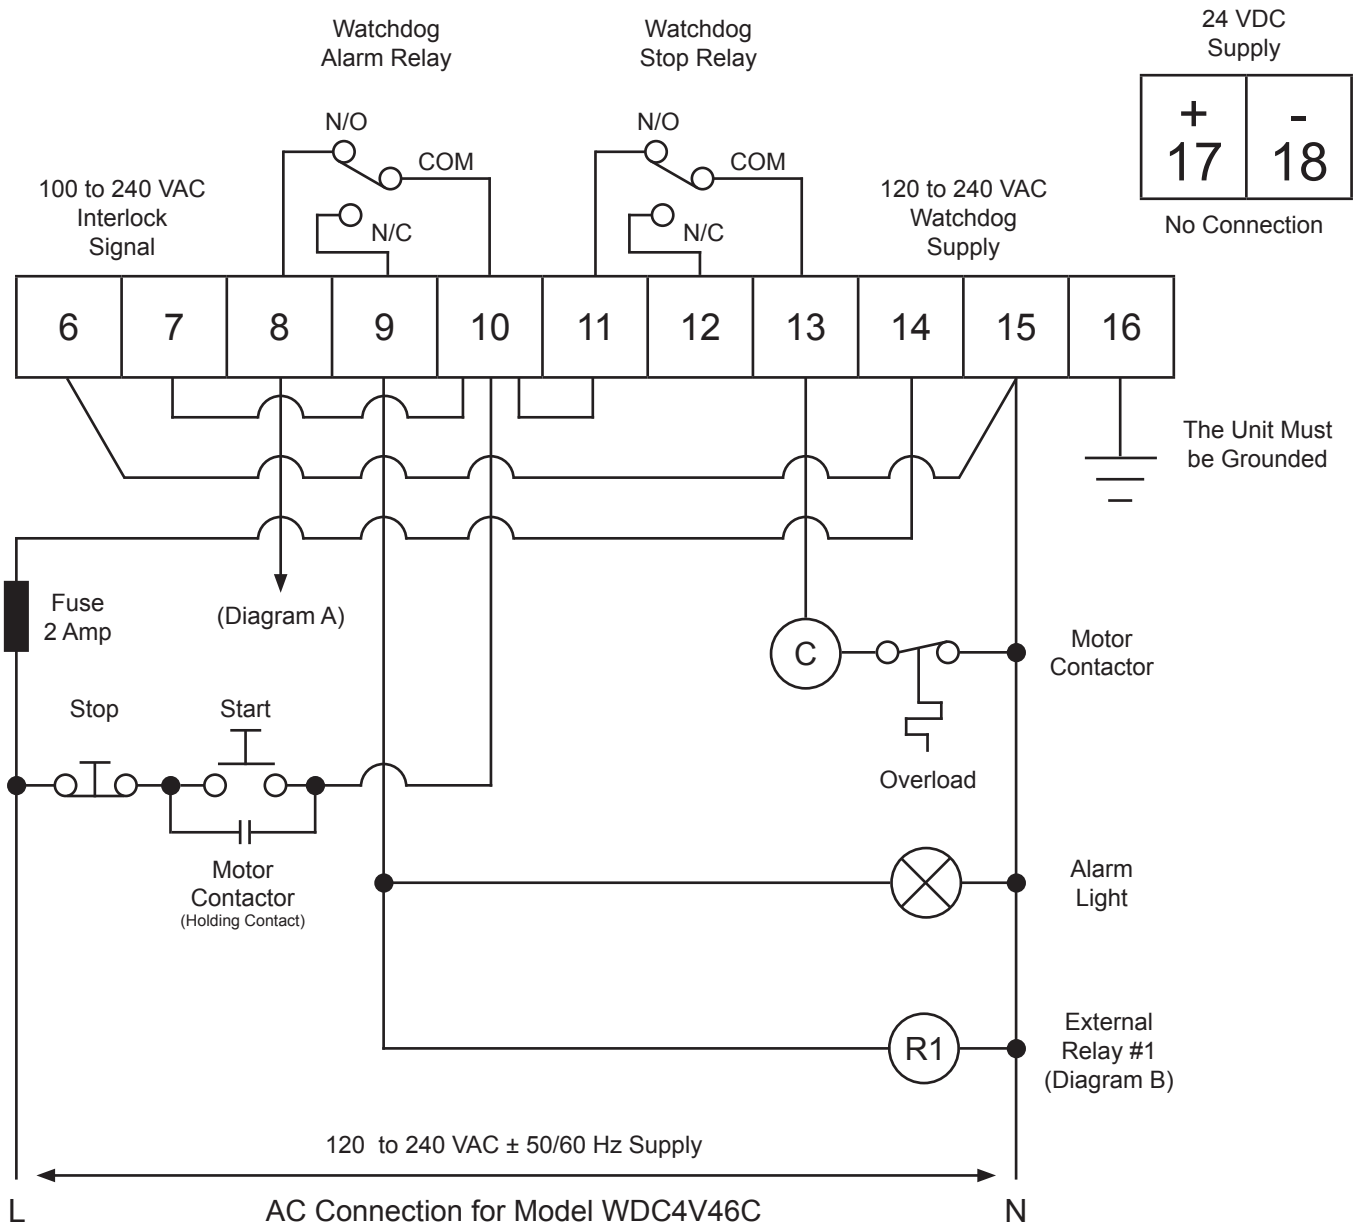 Watchdog
Alarm Relay
Watchdog
Stop Relay
24 VDC
Supply
+
-
17
18
No Connection
N/O
COM
N/C
N/O
COM
N/C
100 to 240 VAC
Interlock
Signal
120 to 240 VAC
Watchdog
Supply
6
7
8
9
10
11
12
13
14
15
16
The Unit Must
be Grounded
Fuse
2 Amp
(Diagram A)
C
Motor
Contactor
Stop
Start
Overload
Motor
Contactor
(Holding Contact)
Alarm
Light
R1
External
Relay #1
(Diagram B)
120 to 240 VAC ± 50/60 Hz Supply
L
AC Connection for Model WDC4V46C
N